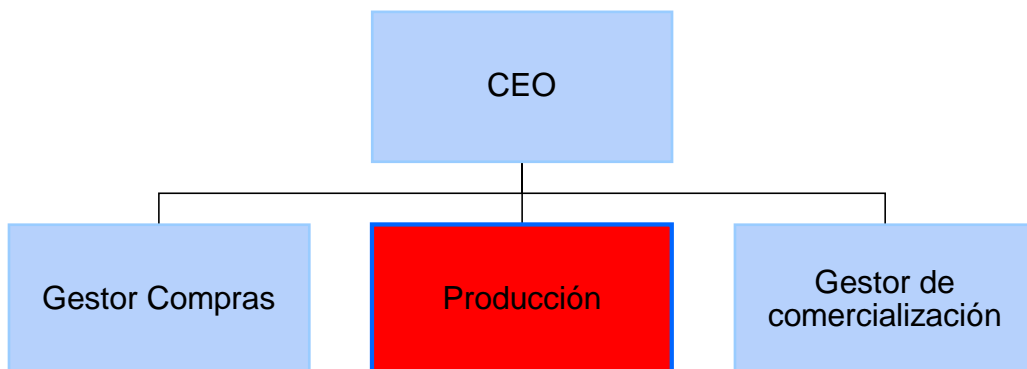 CEO
Gestor Compras
Producción
Gestor de
comercialización